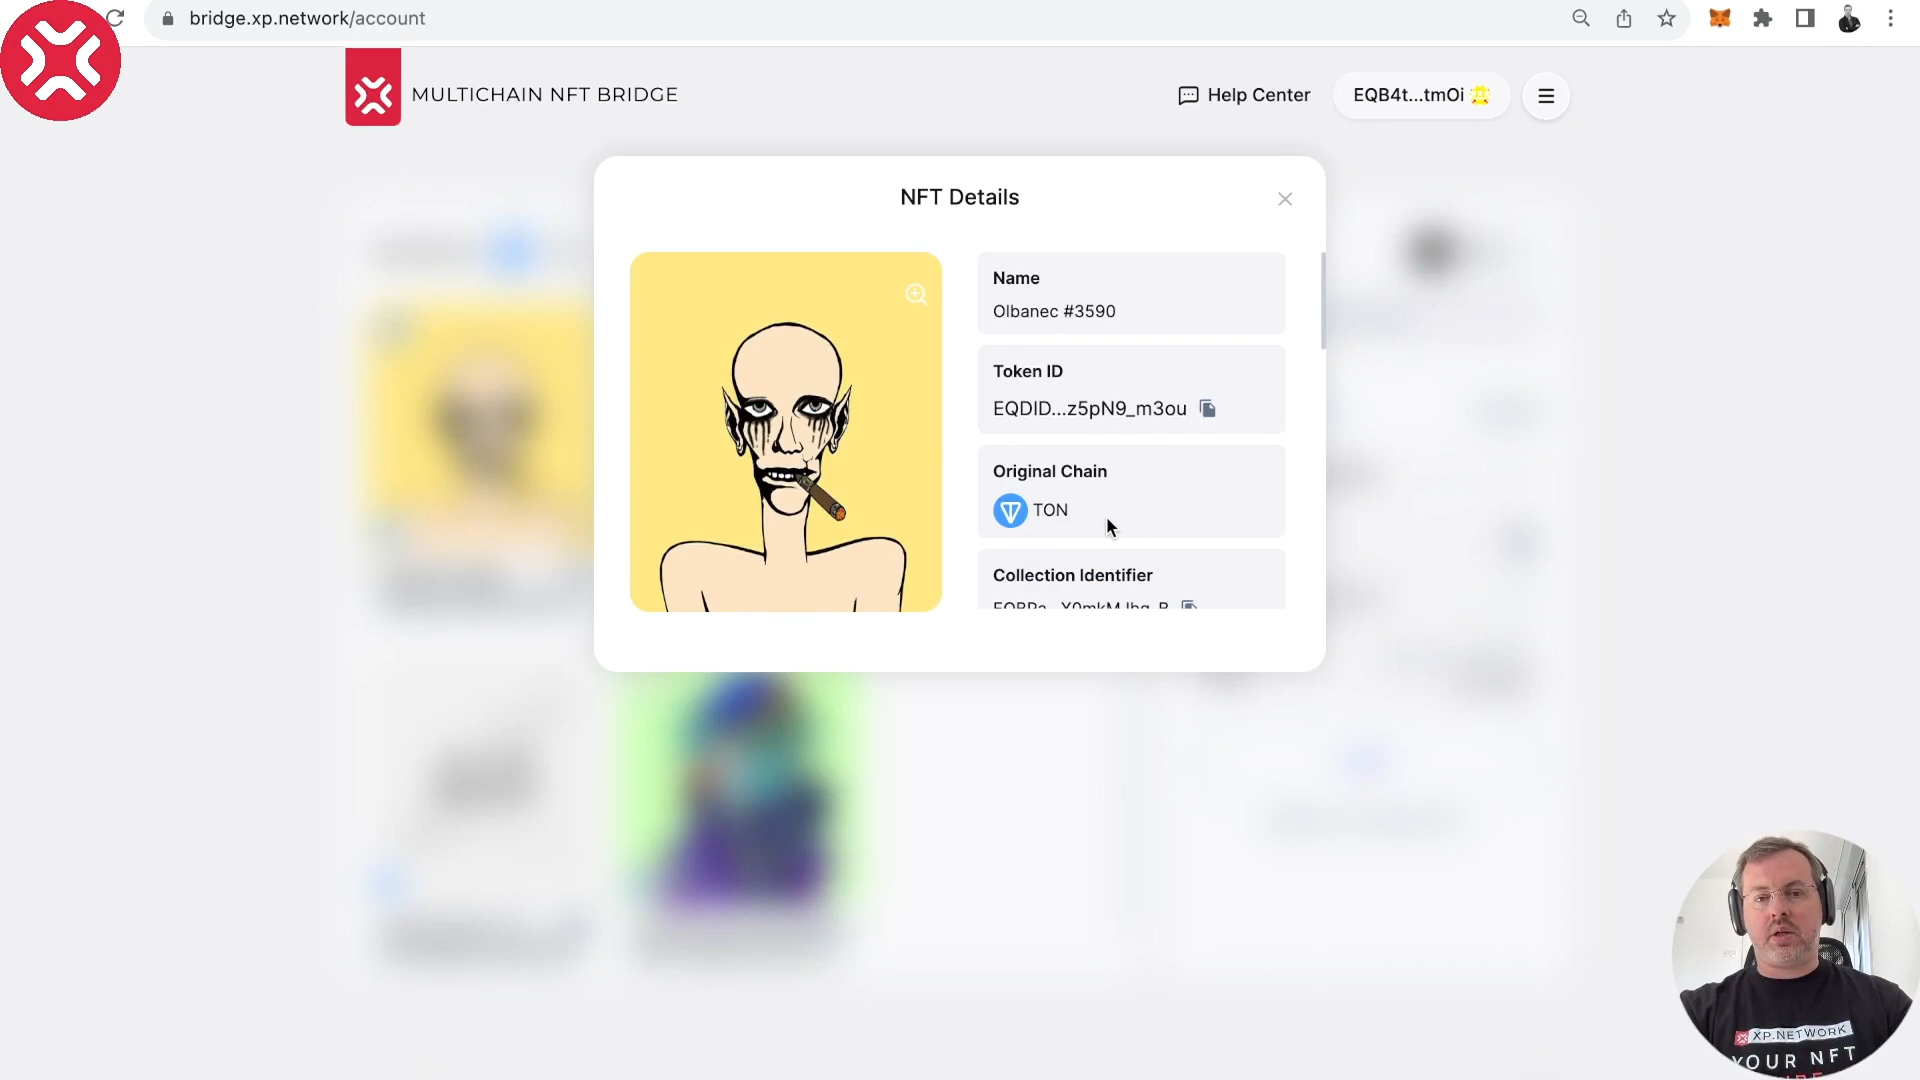 bridge.xp.network/account
MULTICHAIN NFT BRIDGE
Help Center
EQB4t...tmOi
NFT Details
Name
Olbanec #3590
Token ID
EQDID...z5pN9_m3ou
Original Chain
TON
Collection Identifier
XP.NETWORK
YOUR NFT